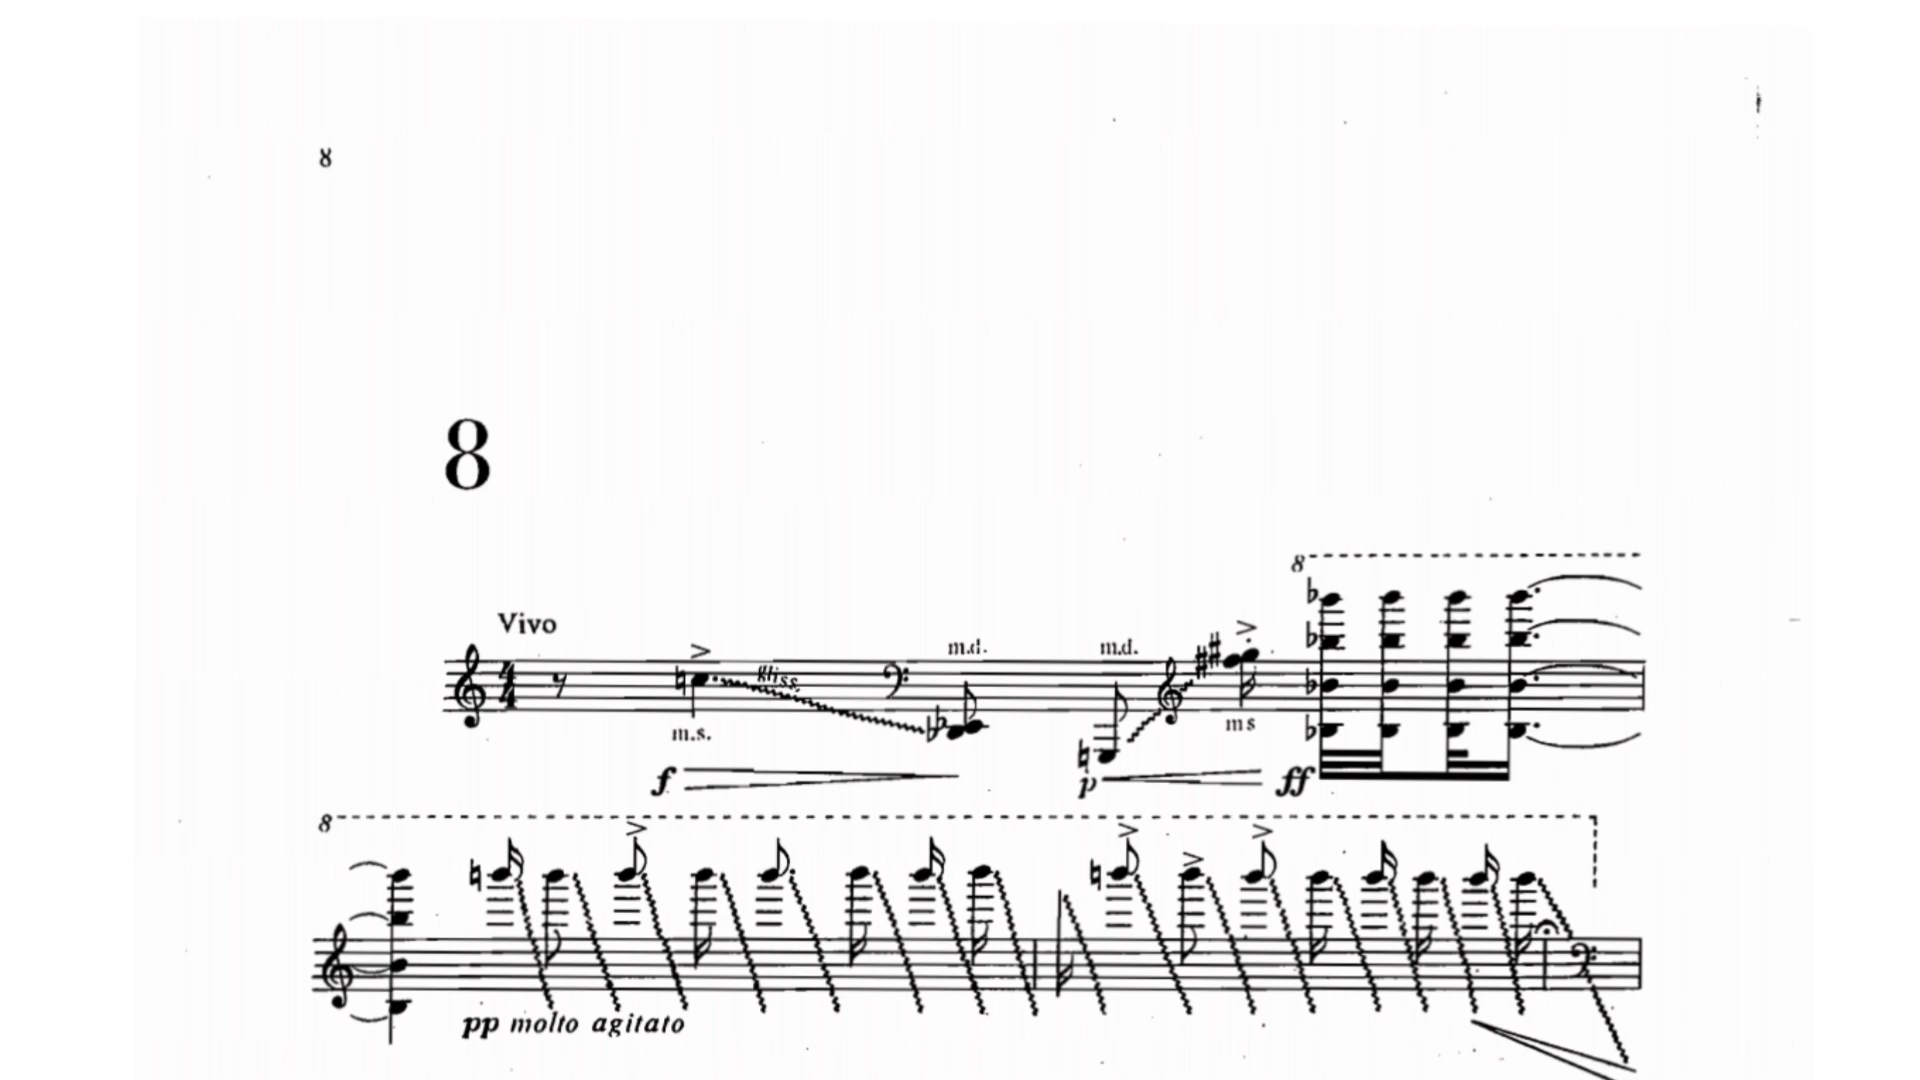 8
8
8
Vivo
m.d. m.d.
gliss.
m.s. ms
f p ff
8
pp molto agitato